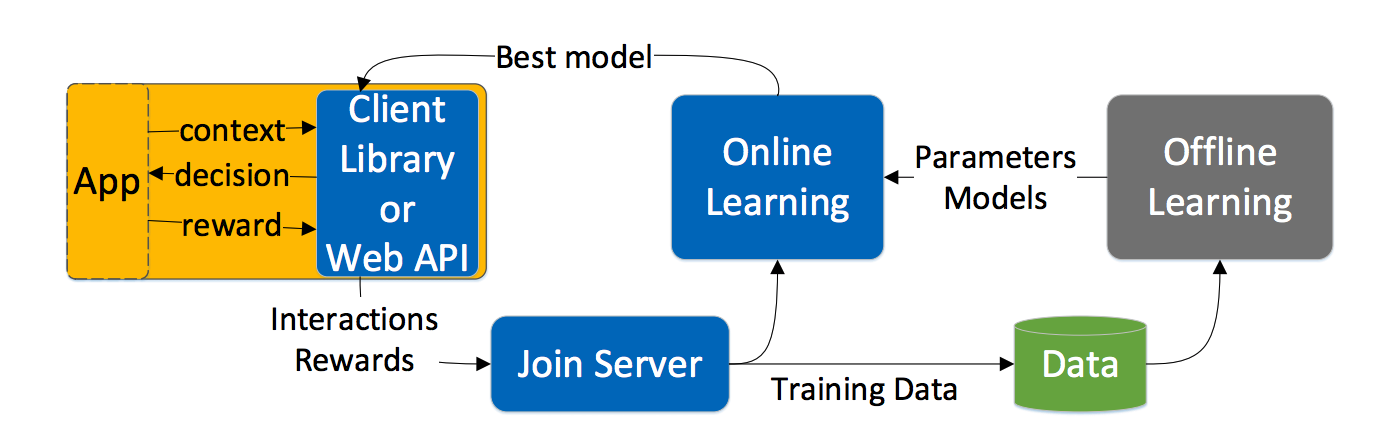 Best model
App
context
decision
reward
Client
Library
or
Web API
Online
Learning
Parameters
Models
Offline
Learning
Interactions
Rewards
Join Server
Training Data
Data